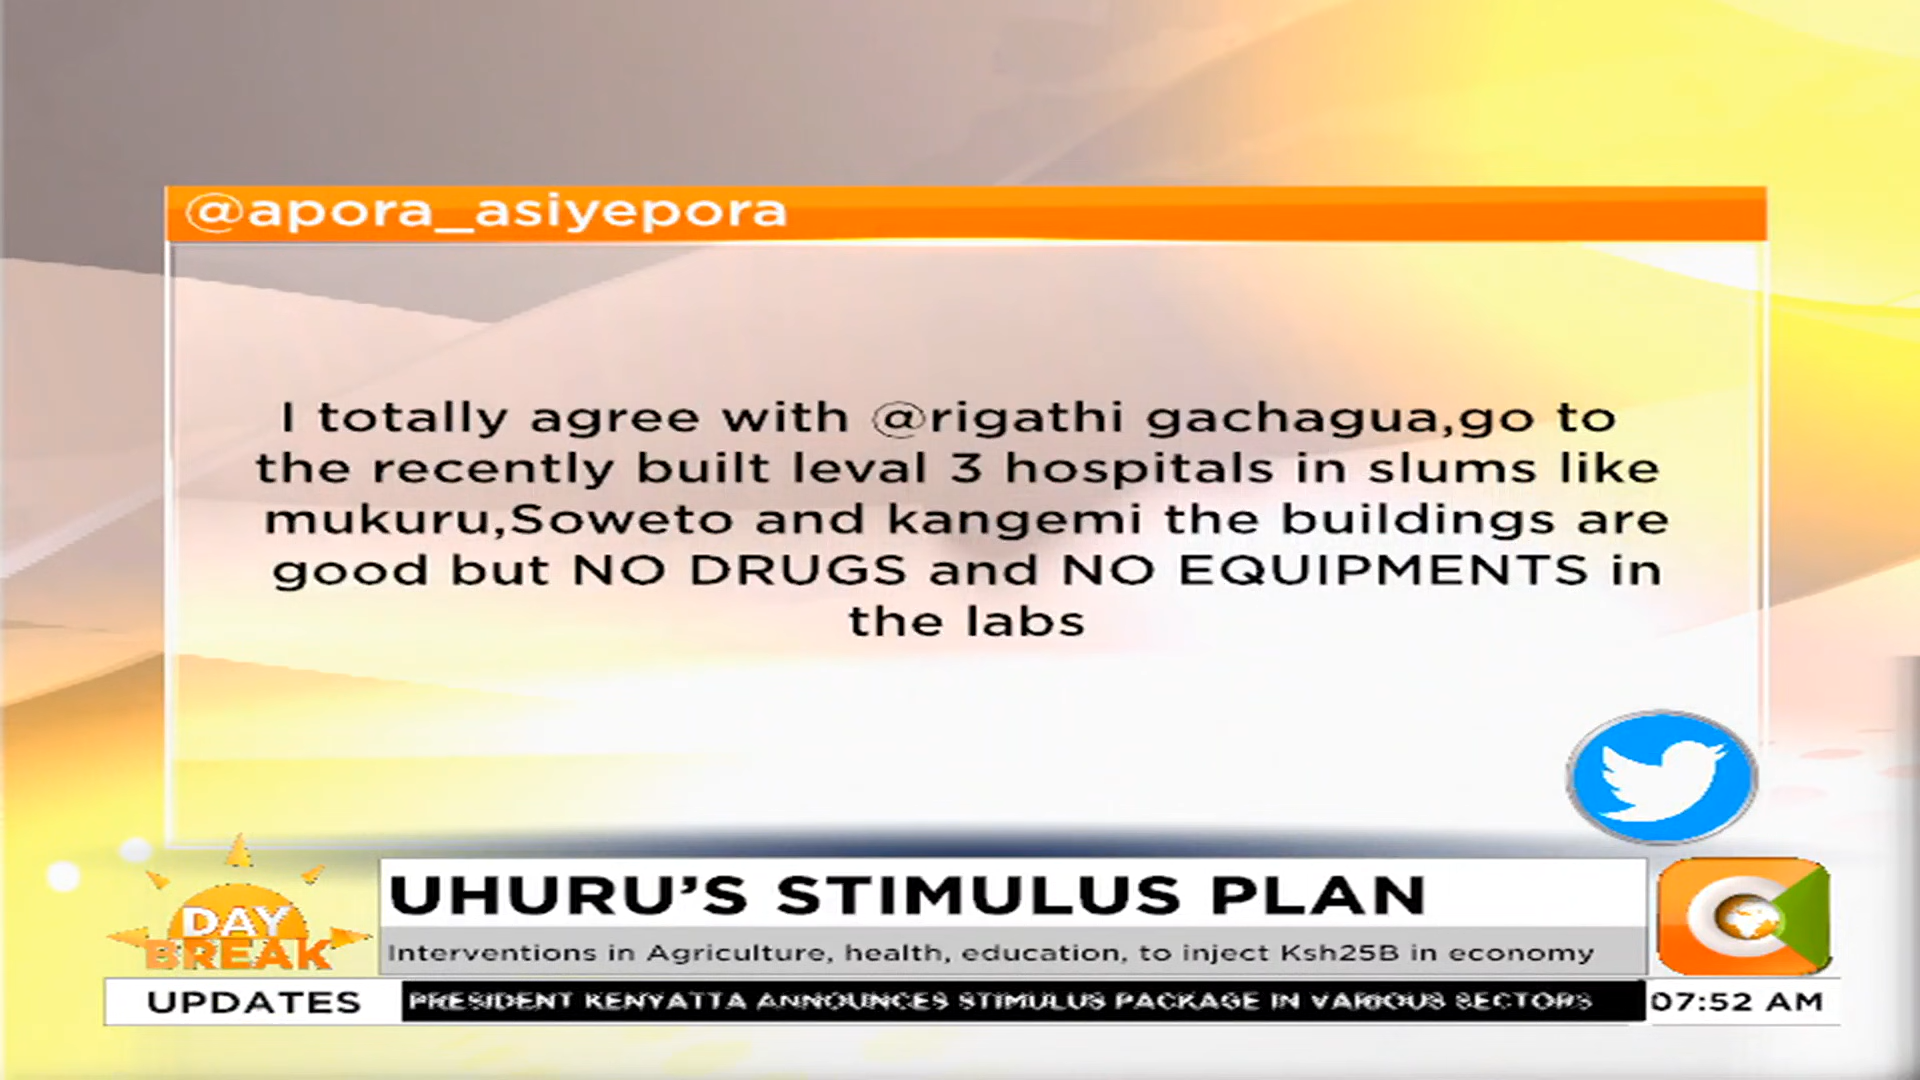 @apora_asiyepora
I totally agree with @rigathi gachagua,go to
the recently built leval 3 hospitals in slums like
mukuru,Soweto and kangemi the buildings are
good but NO DRUGS and NO EQUIPMENTS in
the labs
DAY
BREAK
UHURU’S STIMULUS PLAN
Interventions in Agriculture, health, education, to inject Ksh25B in economy
UPDATES
PRESIDENT KENYATTA ANNOUNCES STIMULUS PACKAGE IN VARIOUS SECTORS
07:52 AM